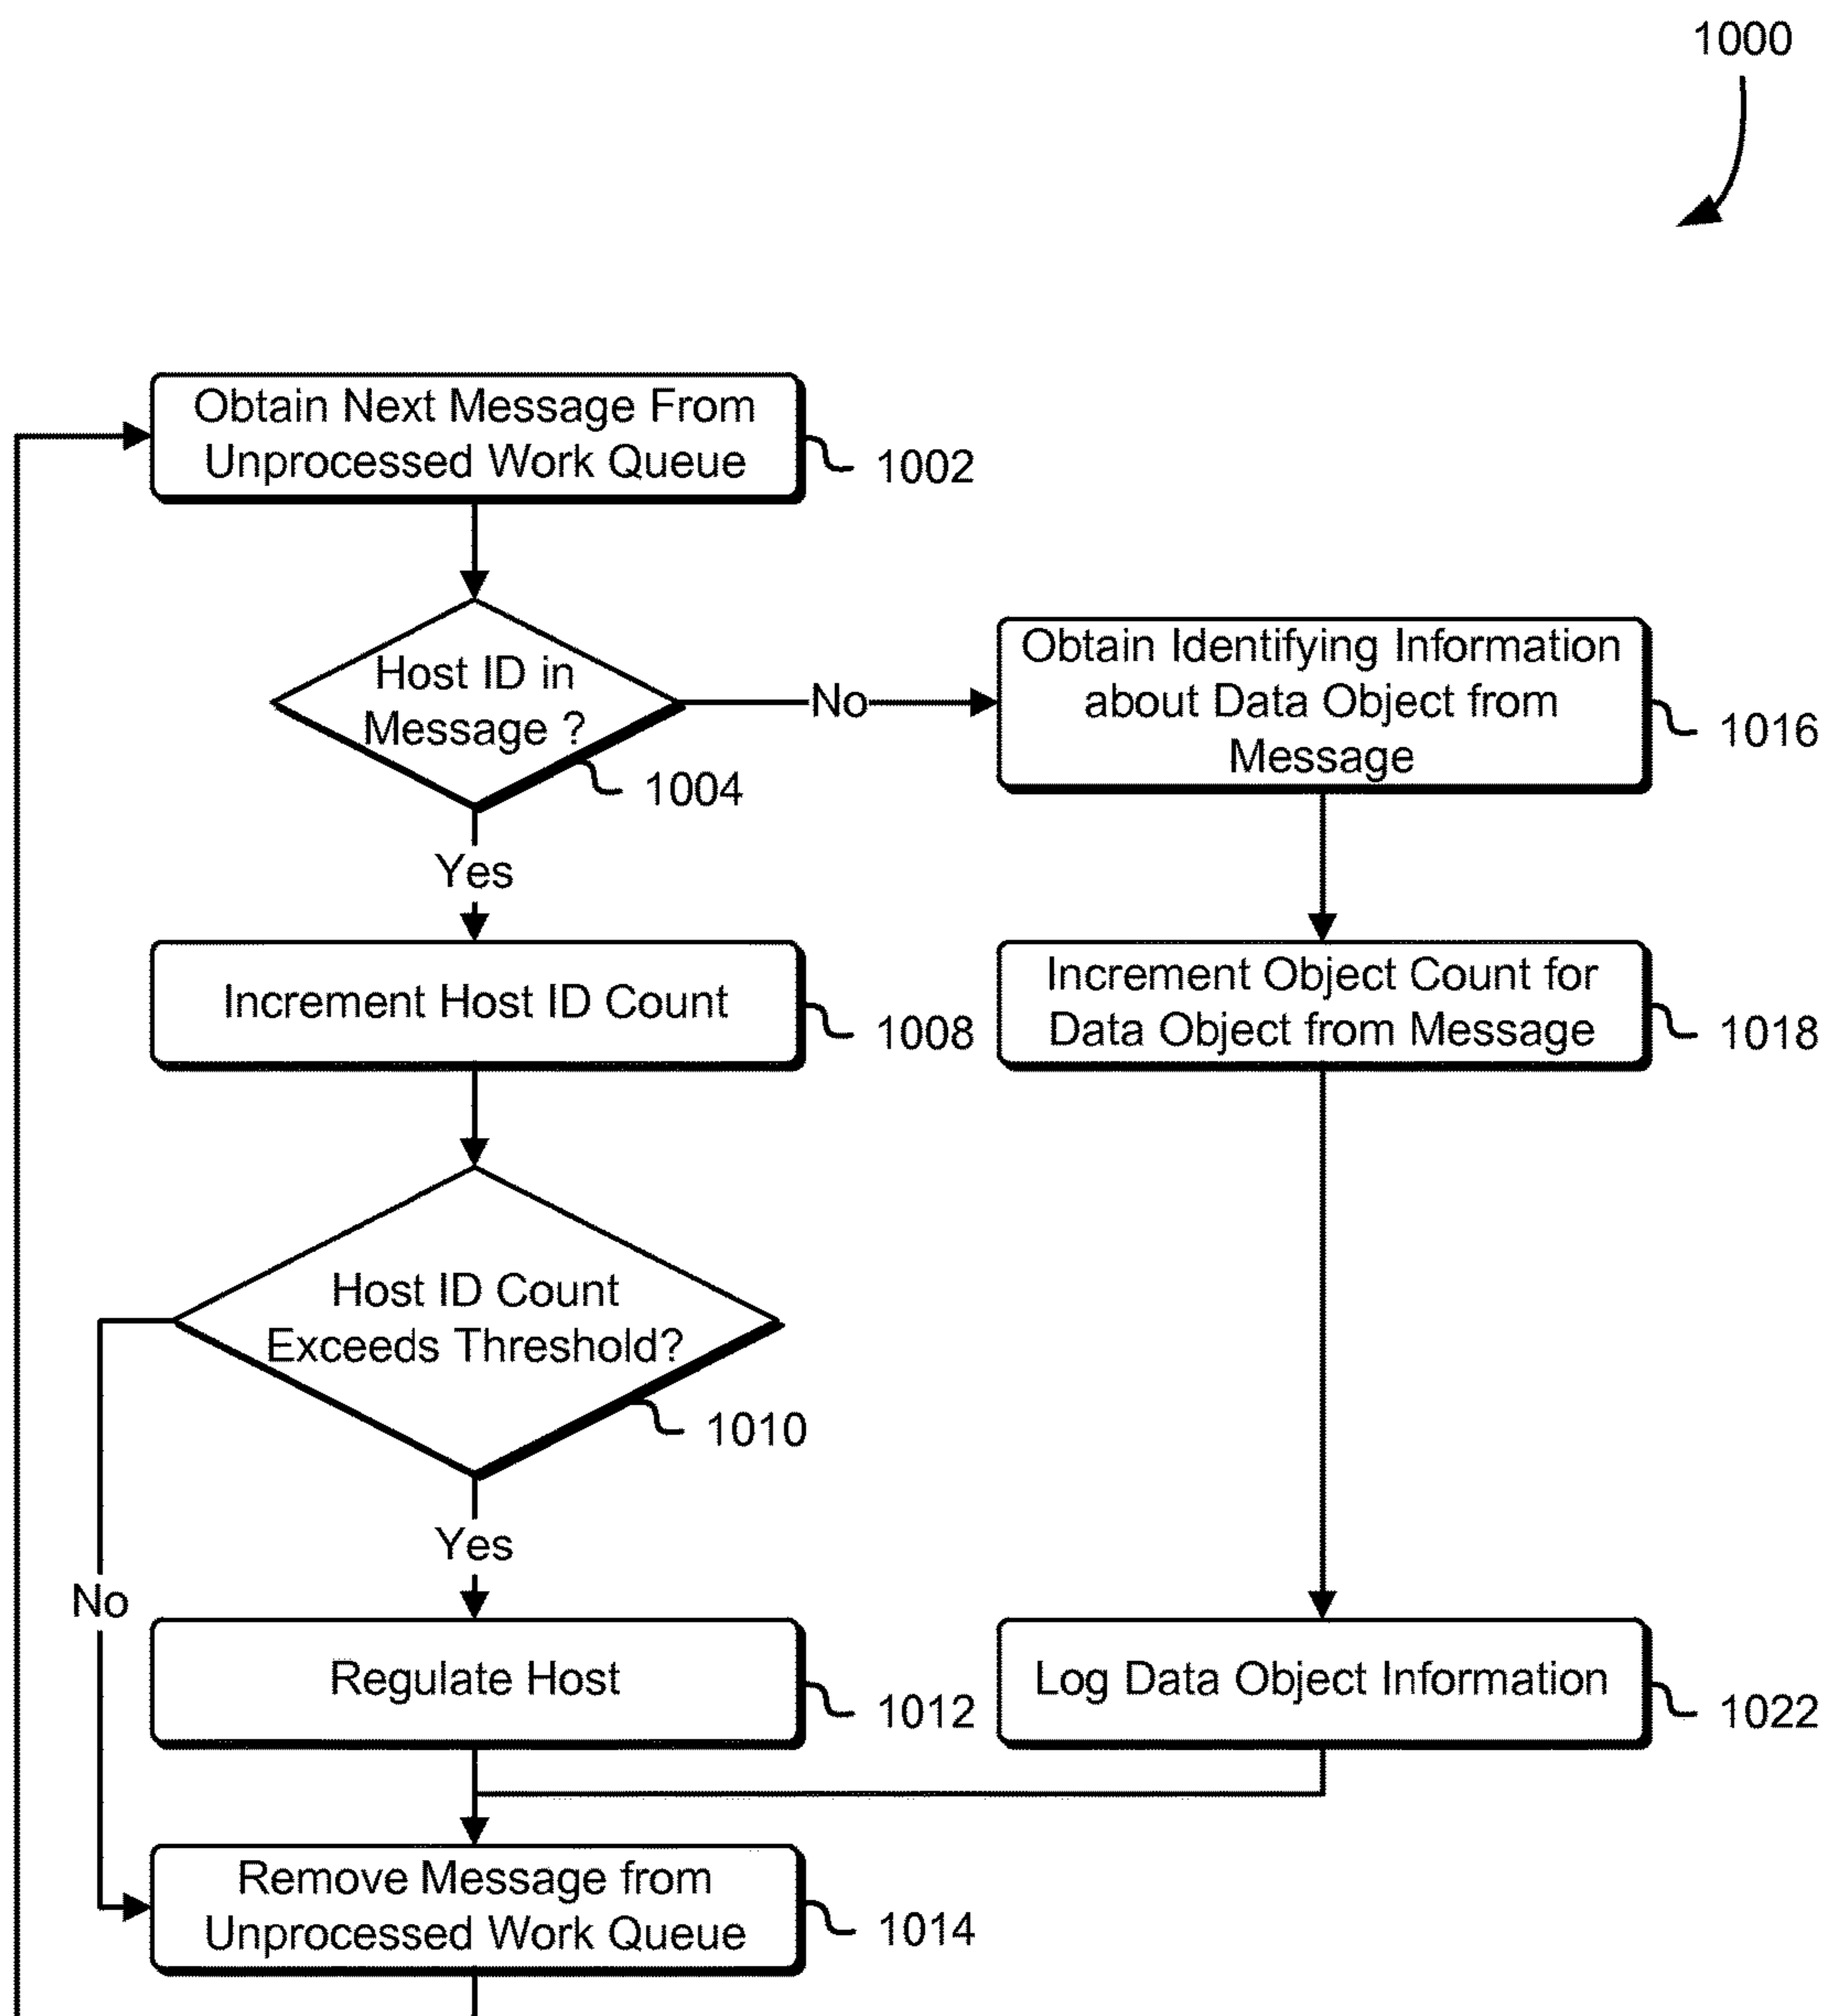 1000
Obtain Next Message From
Unprocessed Work Queue
1002
Host ID in
Message ?
1004
No
Obtain Identifying Information
about Data Object from
Message
1016
Yes
Increment Host ID Count
1008
Increment Object Count for
Data Object from Message
1018
Host ID Count
Exceeds Threshold?
1010
Yes
No
Regulate Host
1012
Log Data Object Information
1022
Remove Message from
Unprocessed Work Queue
1014